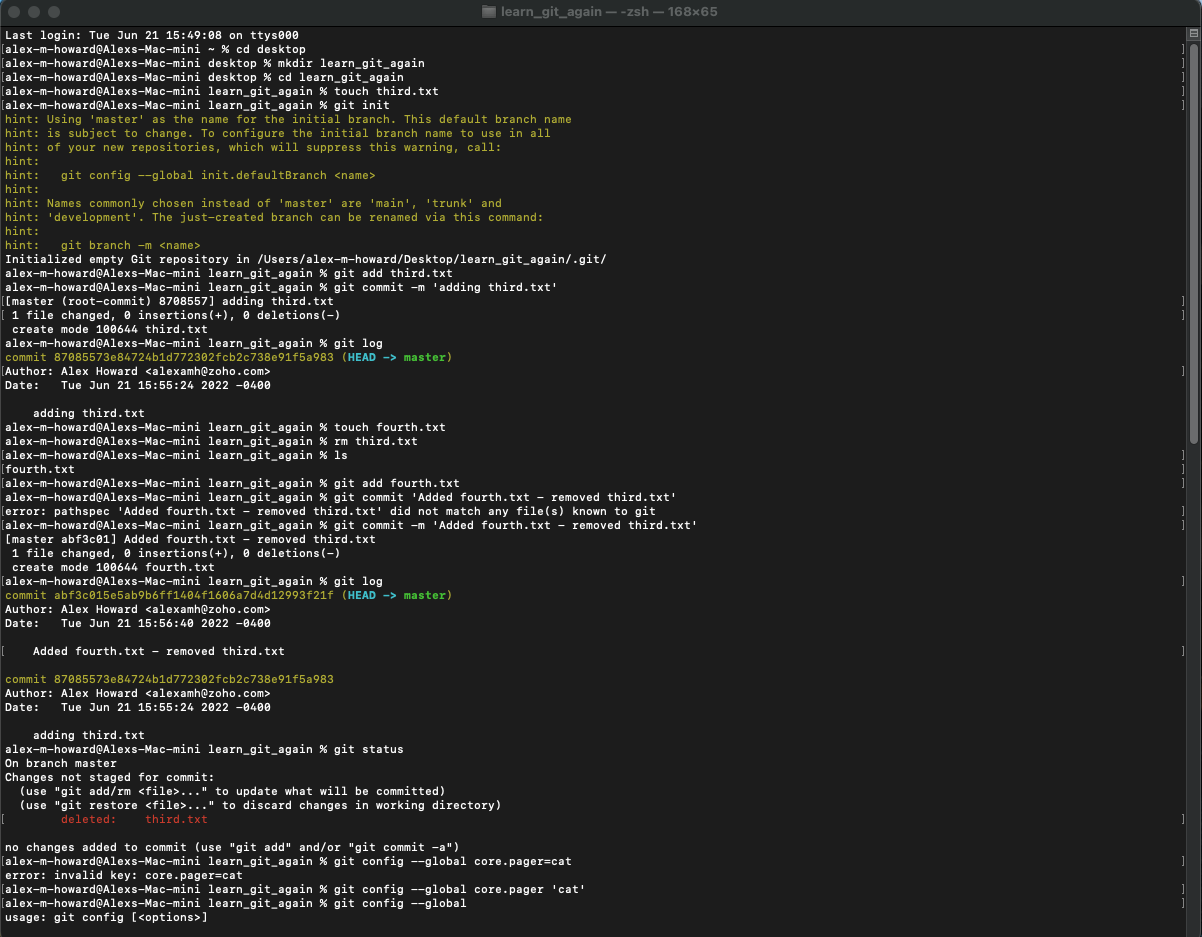 learn_git_again — -zsh — 168×65
Last login: Tue Jun 21 15:49:08 on ttys000
[alex-m-howard@Alexs-Mac-mini ~ % cd desktop ]
[alex-m-howard@Alexs-Mac-mini desktop % mkdir learn_git_again ]
[alex-m-howard@Alexs-Mac-mini desktop % cd learn_git_again ]
[alex-m-howard@Alexs-Mac-mini learn_git_again % touch third.txt ]
[alex-m-howard@Alexs-Mac-mini learn_git_again % git init ]
hint: Using 'master' as the name for the initial branch. This default branch name
hint: is subject to change. To configure the initial branch name to use in all
hint: of your new repositories, which will suppress this warning, call:
hint:
hint:   git config --global init.defaultBranch <name>
hint:
hint: Names commonly chosen instead of 'master' are 'main', 'trunk' and
hint: 'development'. The just-created branch can be renamed via this command:
hint:
hint:   git branch -m <name>
Initialized empty Git repository in /Users/alex-m-howard/Desktop/learn_git_again/.git/
alex-m-howard@Alexs-Mac-mini learn_git_again % git add third.txt
alex-m-howard@Alexs-Mac-mini learn_git_again % git commit -m 'adding third.txt'
[[master (root-commit) 8708557] adding third.txt ]
[ 1 file changed, 0 insertions(+), 0 deletions(-) ]
 create mode 100644 third.txt
alex-m-howard@Alexs-Mac-mini learn_git_again % git log
commit 87085573e84724b1d772302fcb2c738e91f5a983 (HEAD -> master)
[Author: Alex Howard <alexamh@zoho.com> ]
Date:   Tue Jun 21 15:55:24 2022 -0400

    adding third.txt
alex-m-howard@Alexs-Mac-mini learn_git_again % touch fourth.txt
alex-m-howard@Alexs-Mac-mini learn_git_again % rm third.txt
[alex-m-howard@Alexs-Mac-mini learn_git_again % ls ]
[fourth.txt ]
[alex-m-howard@Alexs-Mac-mini learn_git_again % git add fourth.txt ]
alex-m-howard@Alexs-Mac-mini learn_git_again % git commit 'Added fourth.txt - removed third.txt'
[error: pathspec 'Added fourth.txt - removed third.txt' did not match any file(s) known to git ]
[alex-m-howard@Alexs-Mac-mini learn_git_again % git commit -m 'Added fourth.txt - removed third.txt' ]
[master abf3c01] Added fourth.txt - removed third.txt
 1 file changed, 0 insertions(+), 0 deletions(-)
 create mode 100644 fourth.txt
[alex-m-howard@Alexs-Mac-mini learn_git_again % git log ]
commit abf3c015e5ab9b6ff1404f1606a7d4d12993f21f (HEAD -> master)
Author: Alex Howard <alexamh@zoho.com>
Date:   Tue Jun 21 15:56:40 2022 -0400

[    Added fourth.txt - removed third.txt ]

commit 87085573e84724b1d772302fcb2c738e91f5a983
Author: Alex Howard <alexamh@zoho.com>
Date:   Tue Jun 21 15:55:24 2022 -0400

    adding third.txt
alex-m-howard@Alexs-Mac-mini learn_git_again % git status
On branch master
Changes not staged for commit:
  (use "git add/rm <file>..." to update what will be committed)
  (use "git restore <file>..." to discard changes in working directory)
[       deleted:    third.txt ]

no changes added to commit (use "git add" and/or "git commit -a")
[alex-m-howard@Alexs-Mac-mini learn_git_again % git config --global core.pager=cat ]
error: invalid key: core.pager=cat
[alex-m-howard@Alexs-Mac-mini learn_git_again % git config --global core.pager 'cat' ]
[alex-m-howard@Alexs-Mac-mini learn_git_again % git config --global ]
usage: git config [<options>]